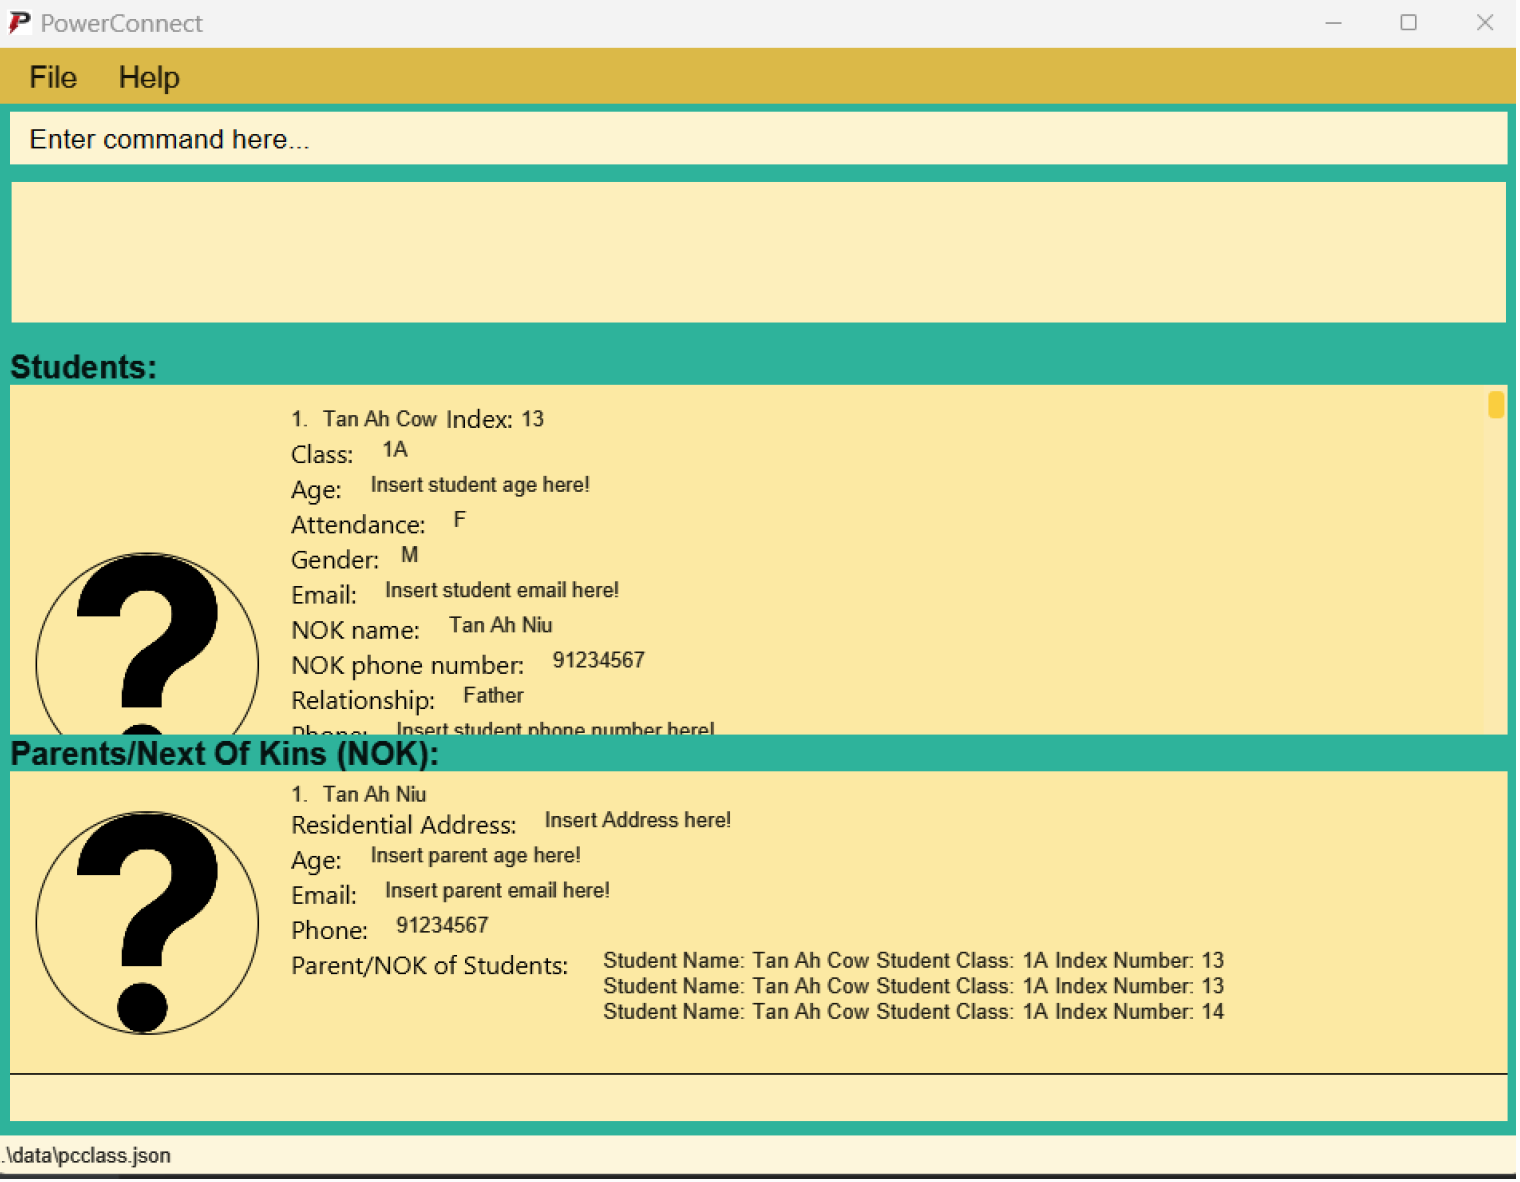 PowerConnect
File Help
Enter command here...
Students:
1. Tan Ah Cow Index: 13
Class: 1A
Age: Insert student age here!
Attendance: F
Gender: M
Email: Insert student email here!
NOK name: Tan Ah Niu
NOK phone number: 91234567
Relationship: Father
Phone: Insert student phone number here!
Parents/Next Of Kins (NOK):
1. Tan Ah Niu
Residential Address: Insert Address here!
Age: Insert parent age here!
Email: Insert parent email here!
Phone: 91234567
Parent/NOK of Students: Student Name: Tan Ah Cow Student Class: 1A Index Number: 13
Student Name: Tan Ah Cow Student Class: 1A Index Number: 13
Student Name: Tan Ah Cow Student Class: 1A Index Number: 14
.\data\pcclass.json